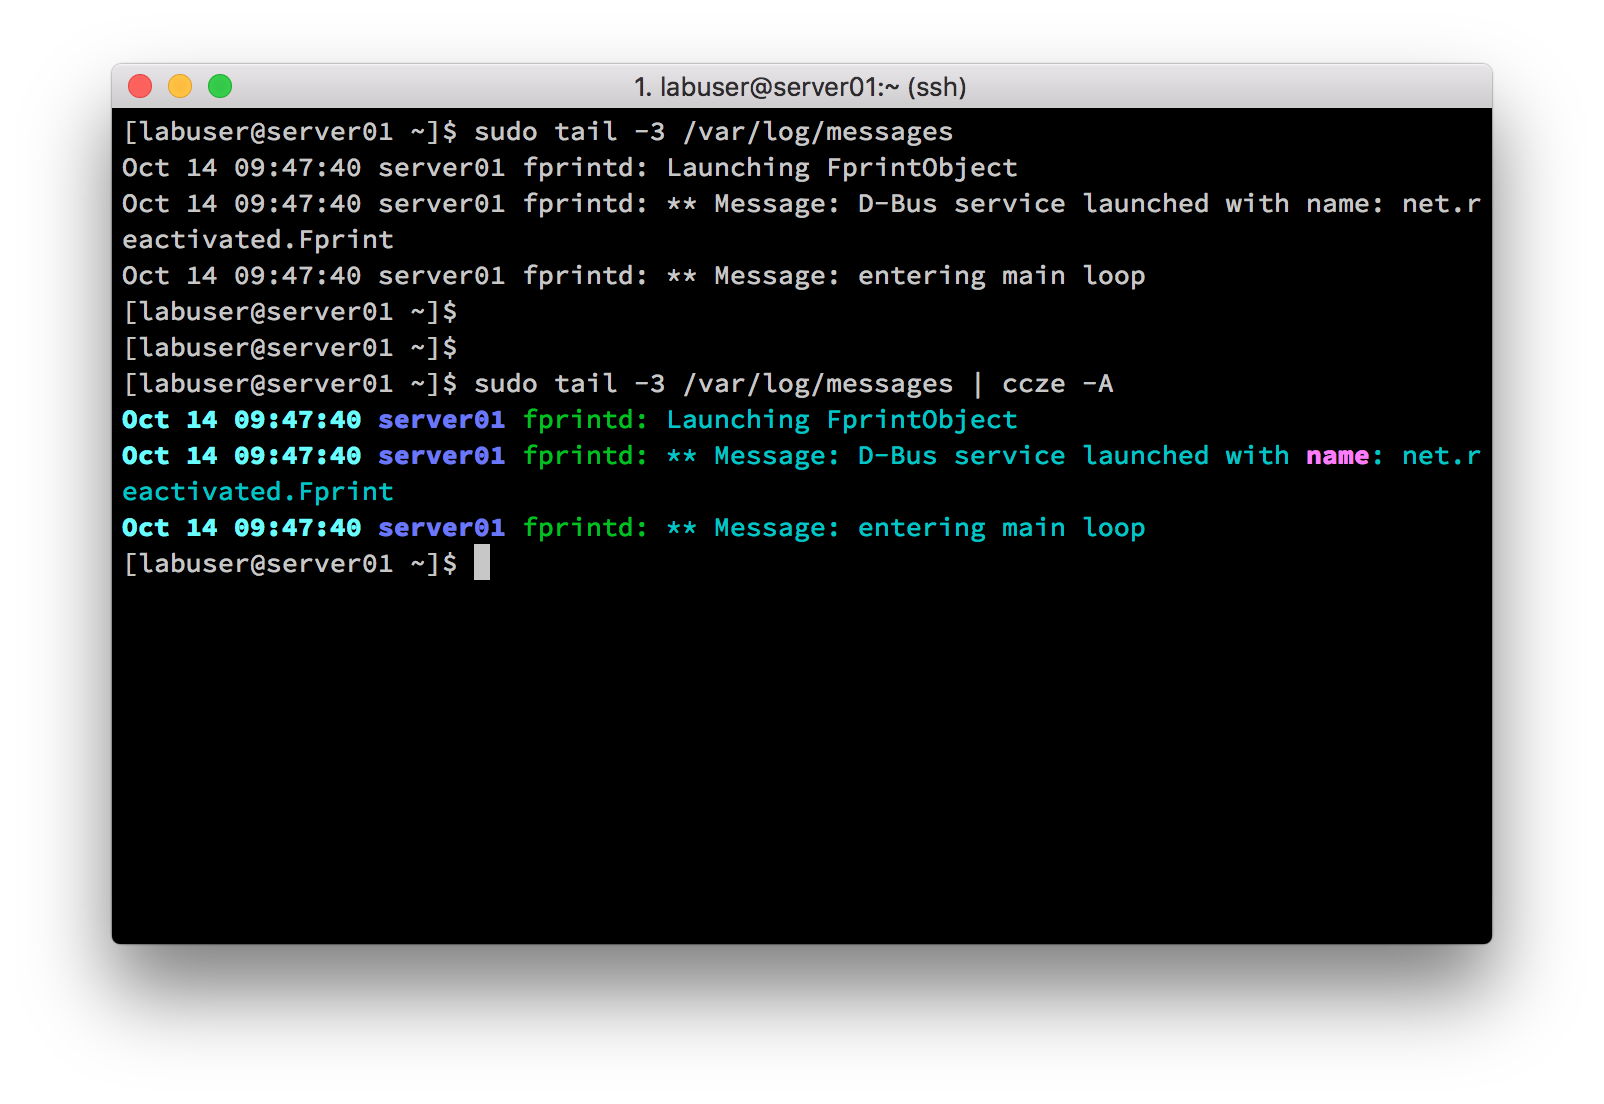 1. labuser@server01:~ (ssh)
[labuser@server01 ~]$ sudo tail -3 /var/log/messages
Oct 14 09:47:40 server01 fprintd: Launching FprintObject
Oct 14 09:47:40 server01 fprintd: ** Message: D-Bus service launched with name: net.r
eactivated.Fprint
Oct 14 09:47:40 server01 fprintd: ** Message: entering main loop
[labuser@server01 ~]$
[labuser@server01 ~]$
[labuser@server01 ~]$ sudo tail -3 /var/log/messages | ccze -A
Oct 14 09:47:40 server01 fprintd: Launching FprintObject
Oct 14 09:47:40 server01 fprintd: ** Message: D-Bus service launched with name: net.r
eactivated.Fprint
Oct 14 09:47:40 server01 fprintd: ** Message: entering main loop
[labuser@server01 ~]$